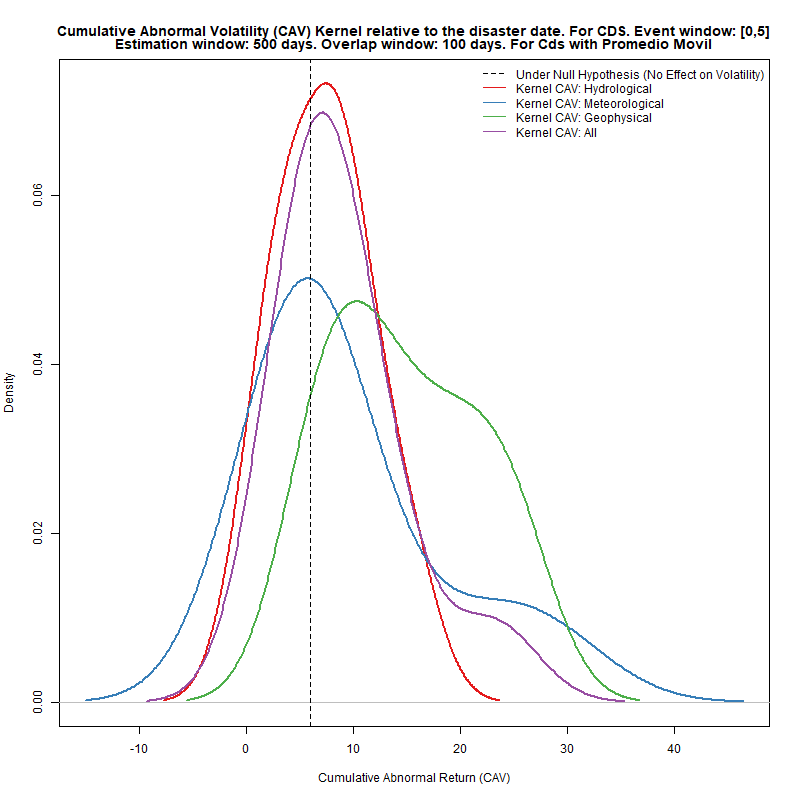 Cumulative Abnormal Volatility (CAV) Kernel relative to the disaster date. For CDS. Event window: [0,5]
Estimation window: 500 days. Overlap window: 100 days. For Cds with Promedio Movil
Under Null Hypothesis (No Effect on Volatility)
Kernel CAV: Hydrological
Kernel CAV: Meteorological
Kernel CAV: Geophysical
Kernel CAV: All
Density
0.06
0.04
0.02
0.00
-10 0 10 20 30 40
Cumulative Abnormal Return (CAV)